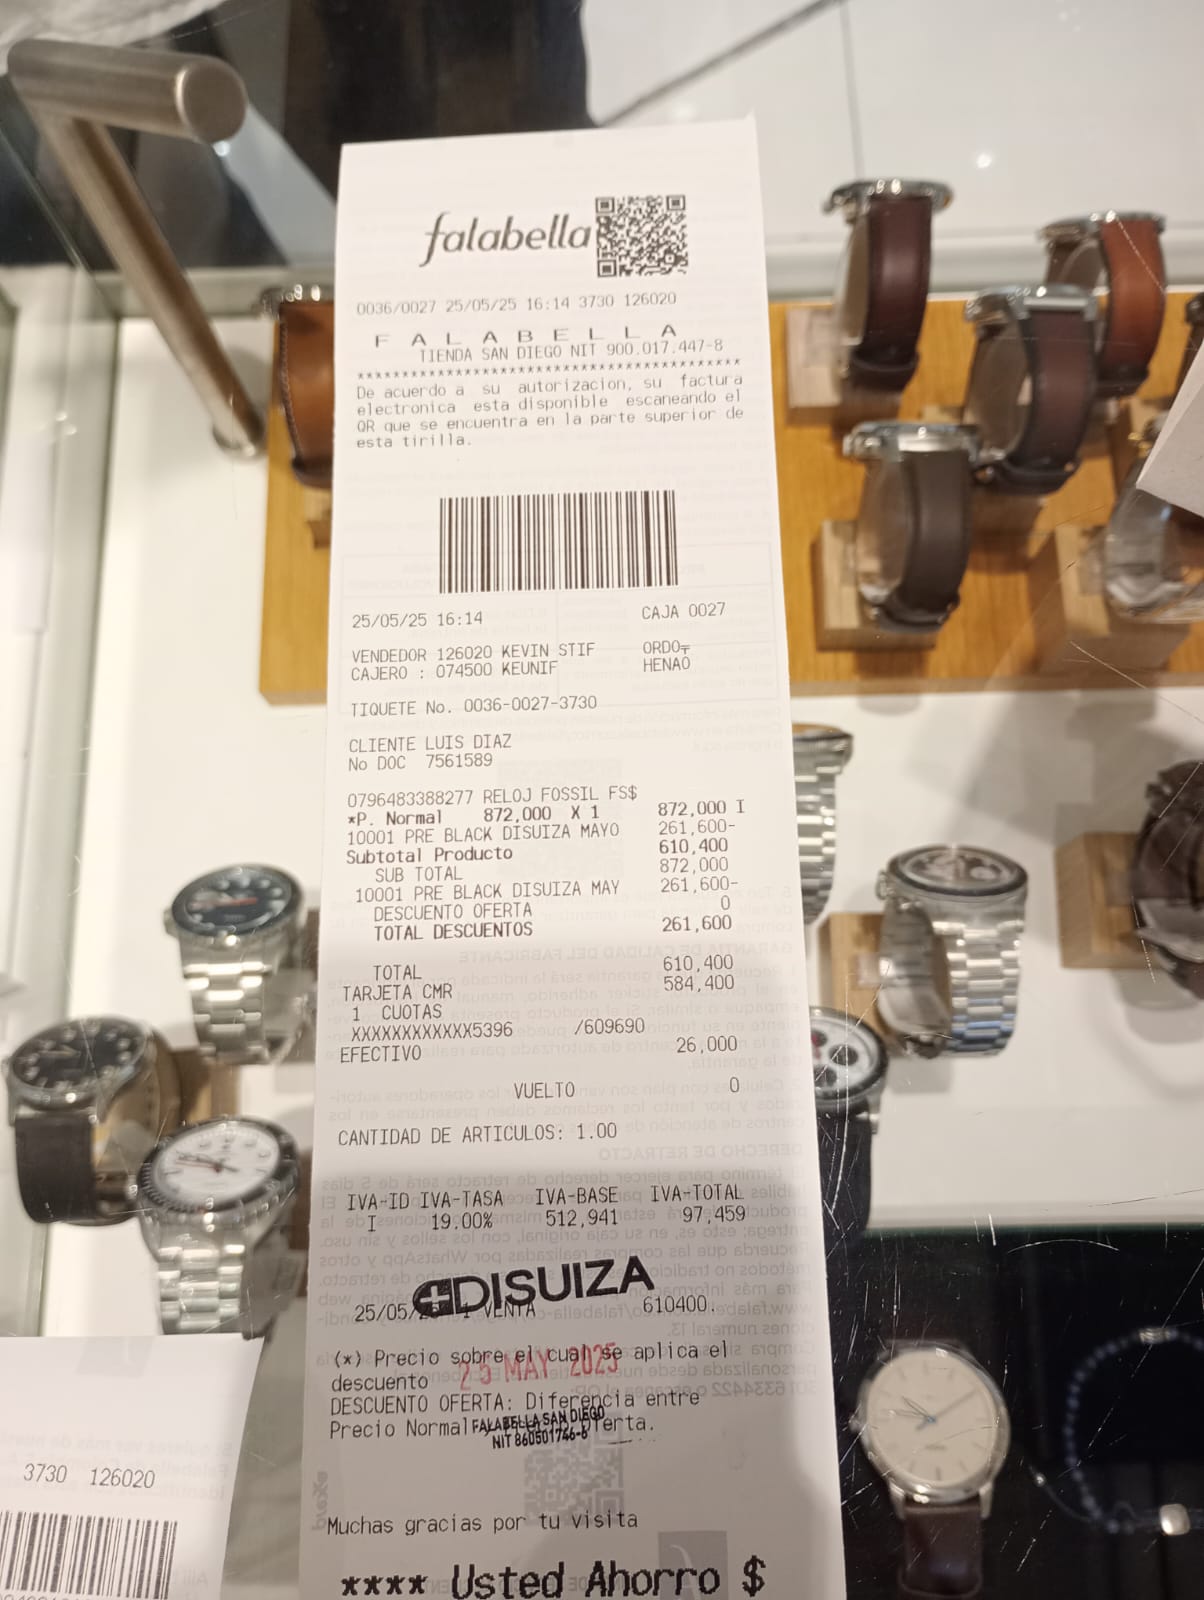 falabella
0036/0027 25/05/25 16:14 3730 126020
F A L A B E L L A
TIENDA SAN DIEGO NIT 900.017.447-8
******************************************
De acuerdo a su autorizacion, su factura
electronica esta disponible escaneando el
QR que se encuentra en la parte superior de
esta tirilla.
25/05/25 16:14 CAJA 0027
VENDEDOR 126020 KEVIN STIF ORDO
CAJERO : 074500 KEUNIF HENAO
TIQUETE No. 0036-0027-3730
CLIENTE LUIS DIAZ
No DOC 7561589
0796483388277 RELOJ FOSSIL FS$
*P. Normal 872,000 X 1 872,000 I
10001 PRE BLACK DISUIZA MAYO 261,600-
Subtotal Producto 610,400
SUB TOTAL 872,000
10001 PRE BLACK DISUIZA MAY 261,600-
DESCUENTO OFERTA 0
TOTAL DESCUENTOS 261,600
TOTAL 610,400
TARJETA CMR 584,400
1 CUOTAS
XXXXXXXXXXXX5396 /609690
EFECTIVO 26,000
VUELTO 0
CANTIDAD DE ARTICULOS: 1.00
IVA-ID IVA-TASA IVA-BASE IVA-TOTAL
I 19.00% 512,941 97,459
DISUIZA
25/05 VENTA 610400.
(*) Precio sobre el cual se aplica el
25 MAY 2025
descuento
DESCUENTO OFERTA: Diferencia entre
Precio Normal Oferta.
FALABELLA SAN DIEGO
NIT 860501746-6
Muchas gracias por tu visita
**** Usted Ahorro $
3730 126020